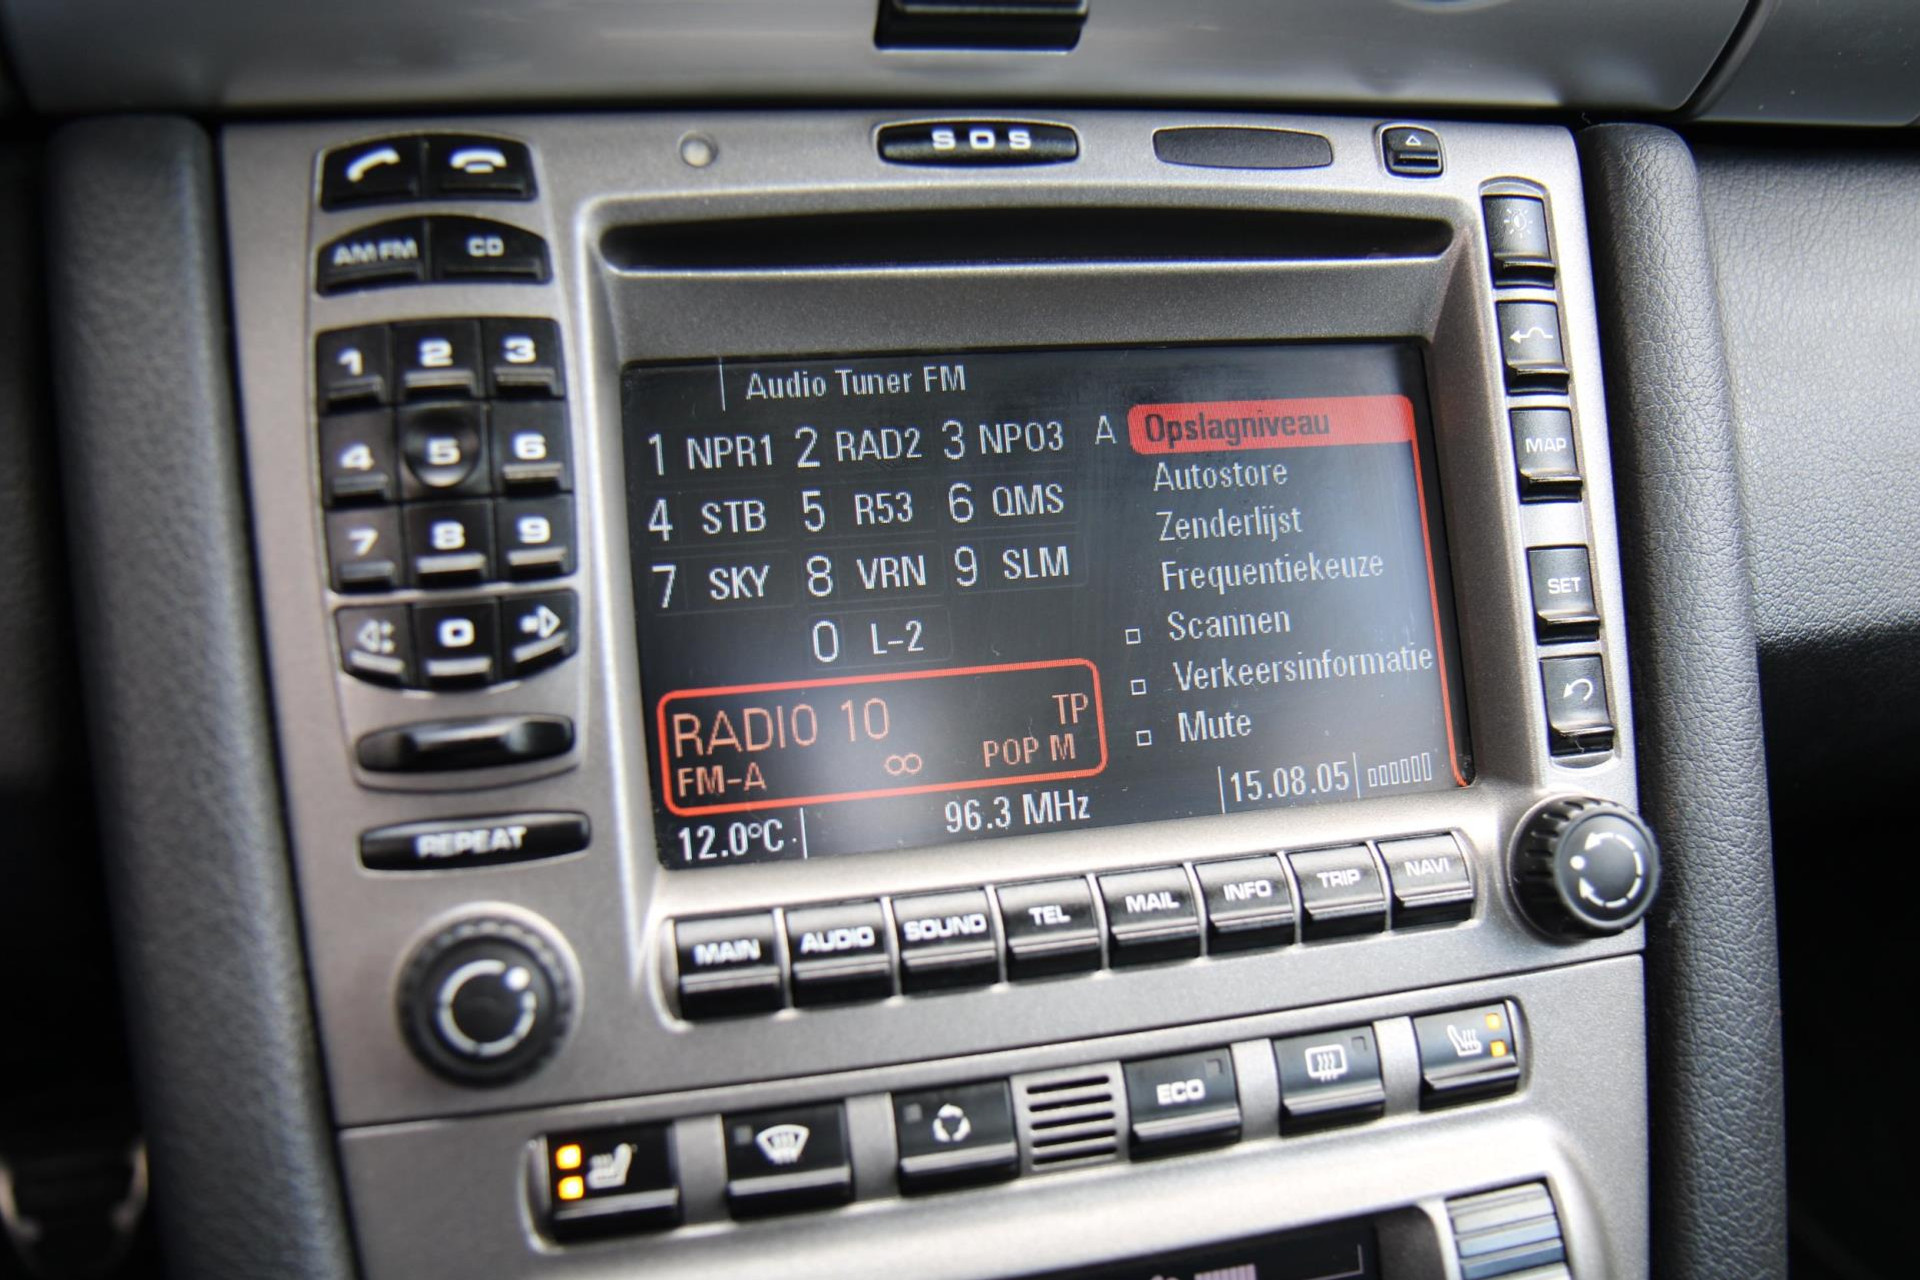 SOS
AM FM CD
1 2 3
4 5 6
7 8 9
0
REPEAT
Audio Tuner FM
1 NPR1 2 RAD2 3 NPO3
4 STB 5 R53 6 QMS
7 SKY 8 VRN 9 SLM
0 L-2
A Opslagniveau
Autostore
Zenderlijst
Frequentiekeuze
Scannen
Verkeersinformatie
Mute
RADIO 10 TP
FM-A ∞ POP M
12.0°C 96.3 MHz 15.08.05
MAP
SET
MAIN AUDIO SOUND TEL MAIL INFO TRIP NAVI
ECO